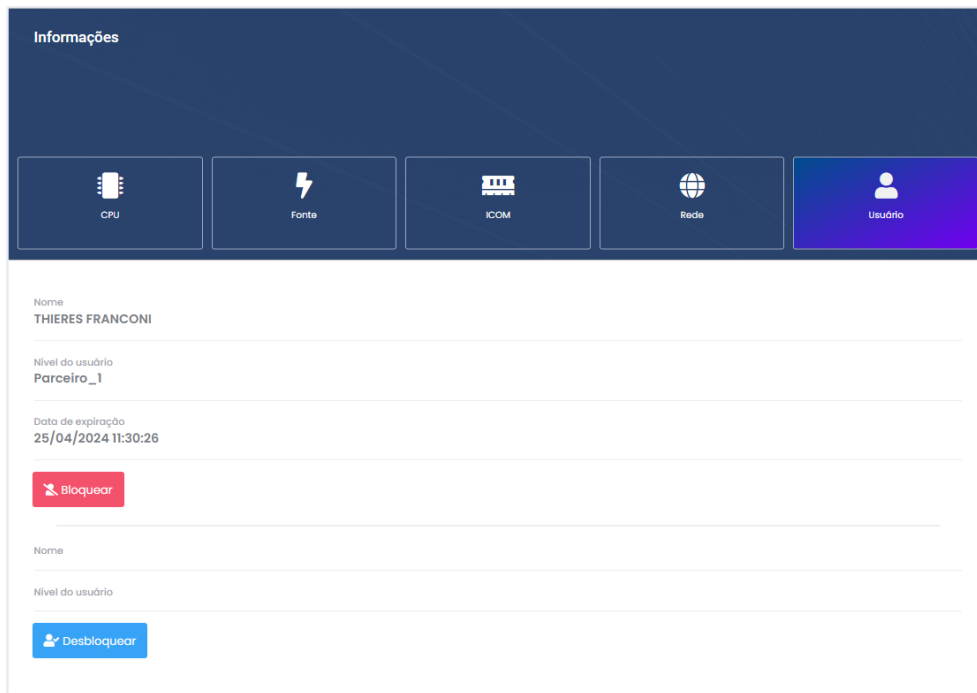 Informações
CPU
Fonte
ICOM
Rede
Usuário
Nome
THIERES FRANCONI
Nível do usuário
Parceiro_1
Data de expiração
25/04/2024 11:30:26
Bloquear
Nome
Nível do usuário
Desbloquear